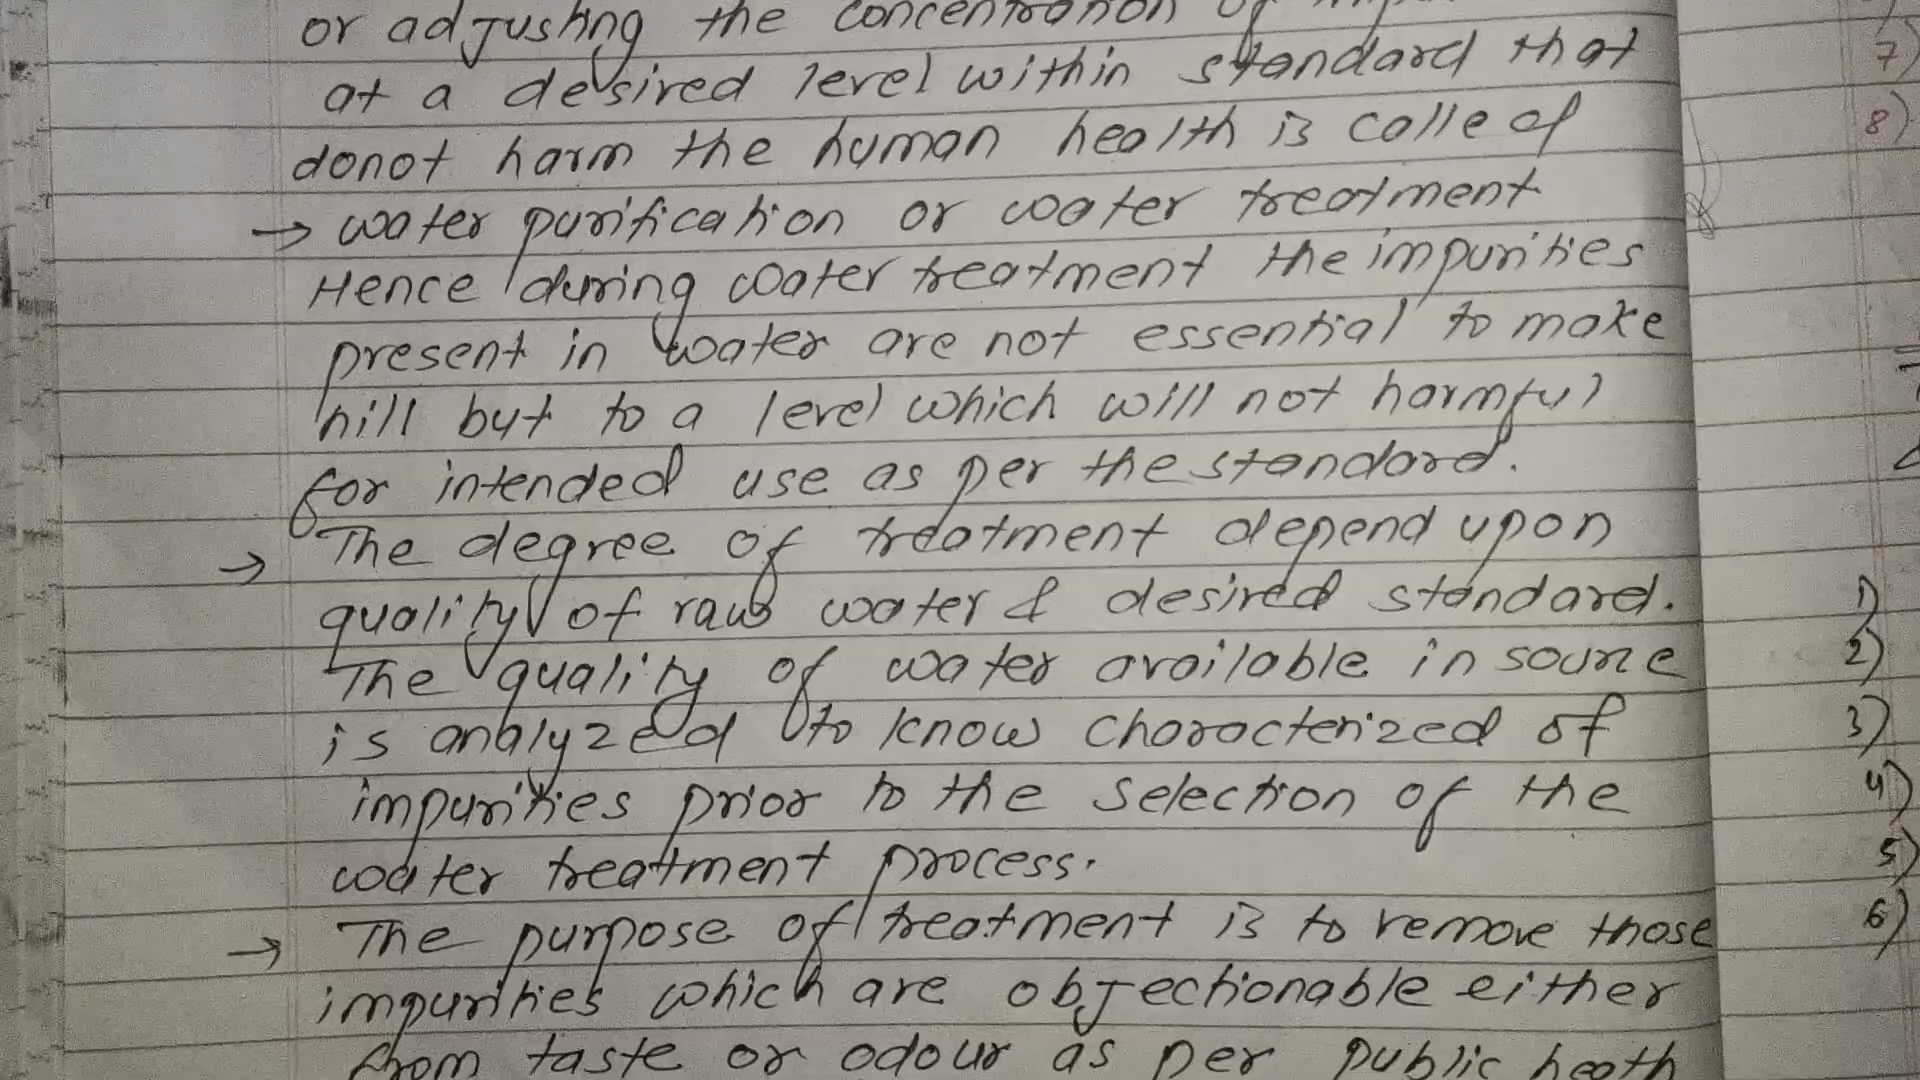 or adjusting the concentration of
at a desired level within standard that
donot harm the human health is called
→ water purification or water treatment
Hence during water treatment the impurities
present in water are not essential to make
nill but to a level which will not harmful
for intended use as per the standard.
→ The degree of treatment depend upon
quality of raw water & desired standard.
The quality of water available in source
is analyzed to know characterized of
impurities prior to the selection of the
water treatment process.
→ The purpose of treatment is to remove those
impurities which are objectionable either
from taste or odour as per public heath
7)
8)
1)
2)
3)
4)
5)
6)